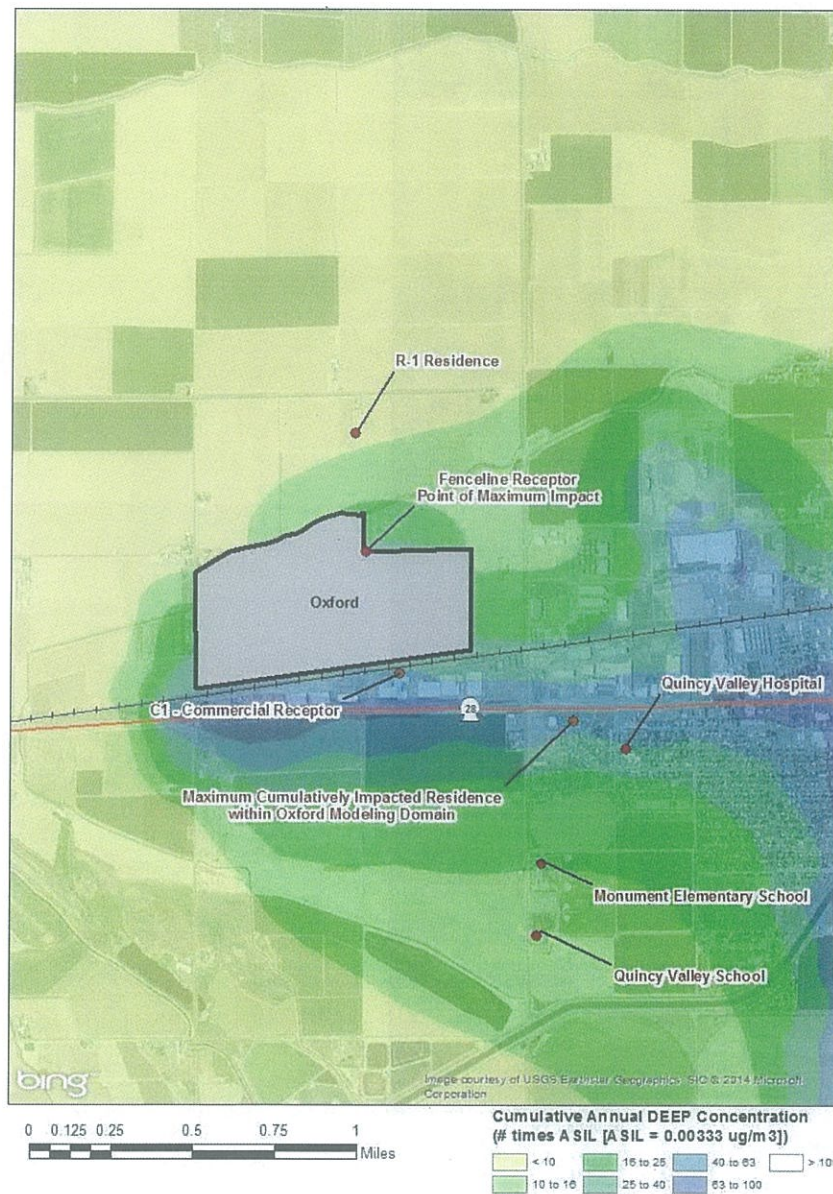 R-1 Residence
Fenceline Receptor
Point of Maximum Impact
Oxford
Quincy Valley Hospital
C1 - Commercial Receptor
28
Maximum Cumulatively Impacted Residence
within Oxford Modeling Domain
Monument Elementary School
Quincy Valley School
bing
Image courtesy of USGS Earthstar Geographics SIO © 2014 Microsoft
Corporation
0 0.125 0.25 0.5 0.75 1
Miles
Cumulative Annual DEEP Concentration
(# times ASIL [ASIL = 0.00333 ug/m3])
< 10 16 to 25 40 to 63 > 10
10 to 16 25 to 40 63 to 100